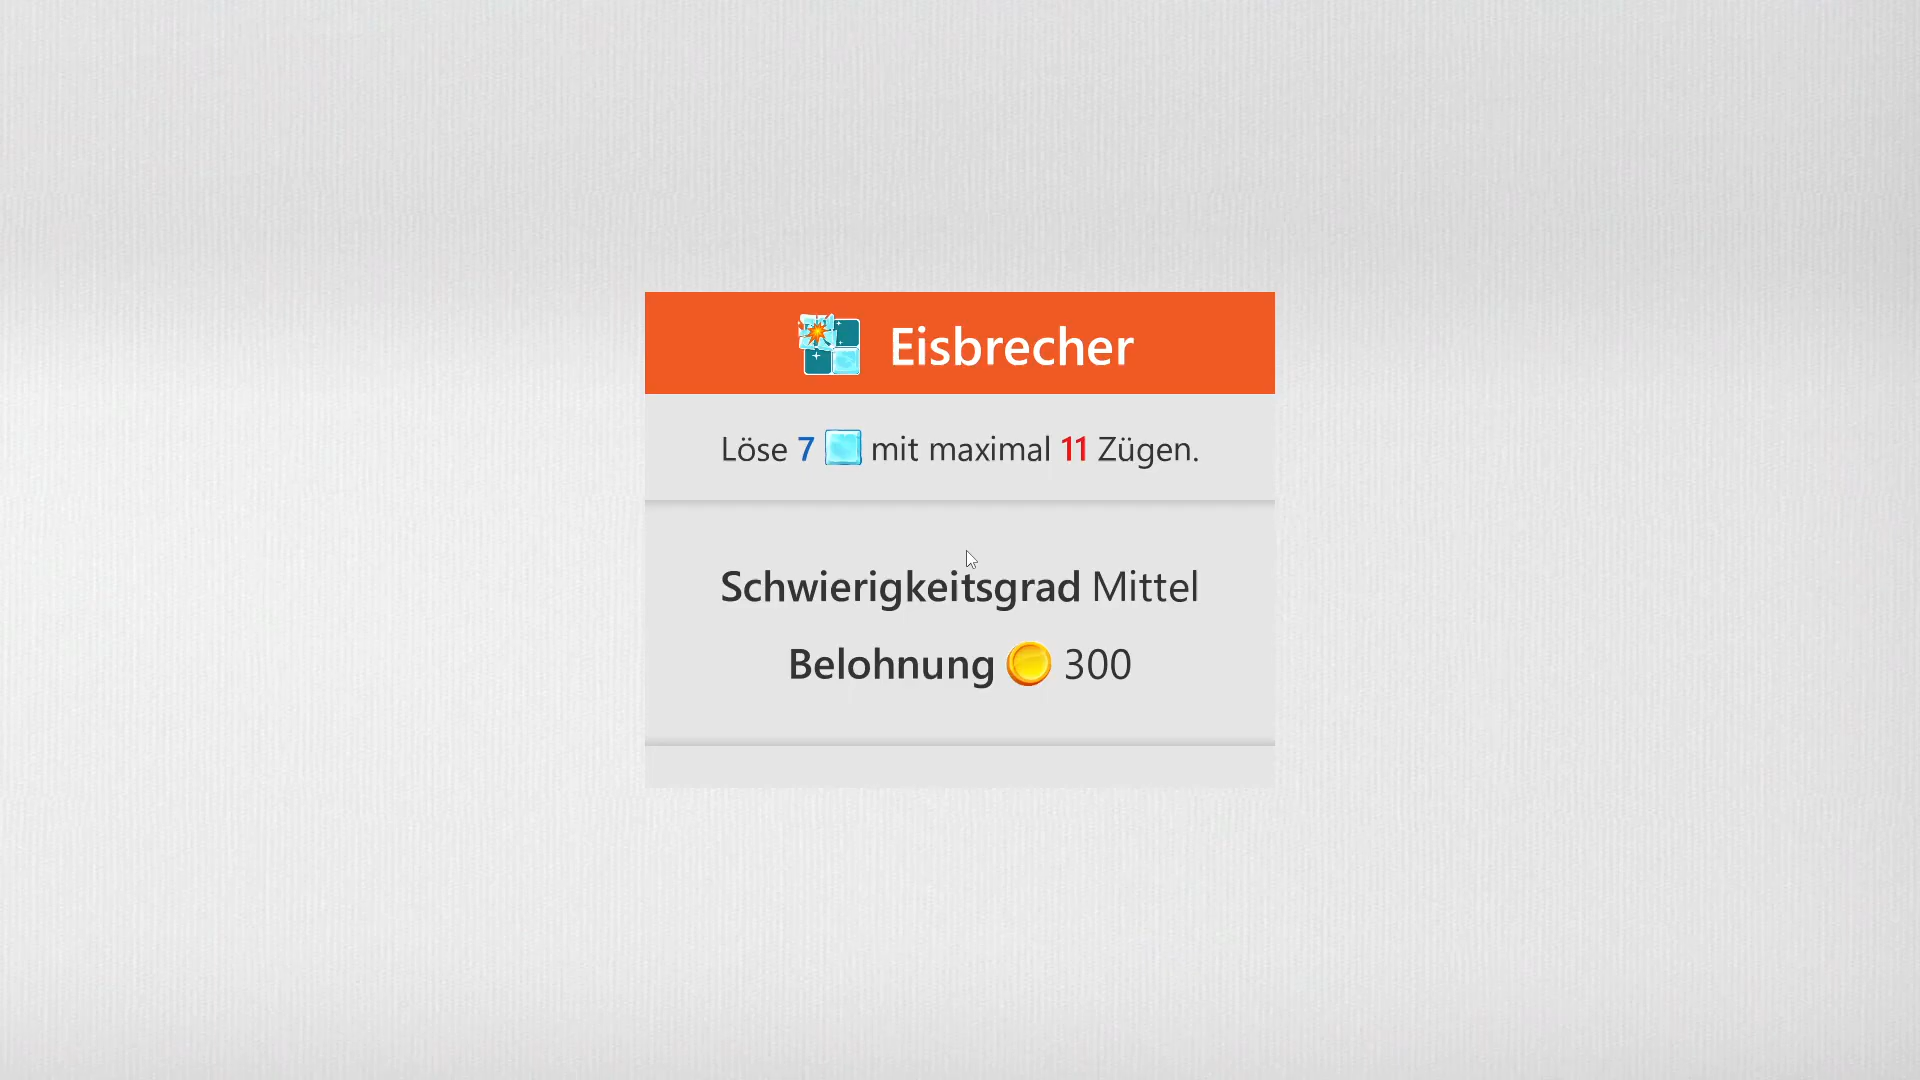 Eisbrecher
Löse 7 mit maximal 11 Zügen.
Schwierigkeitsgrad Mittel
Belohnung 300